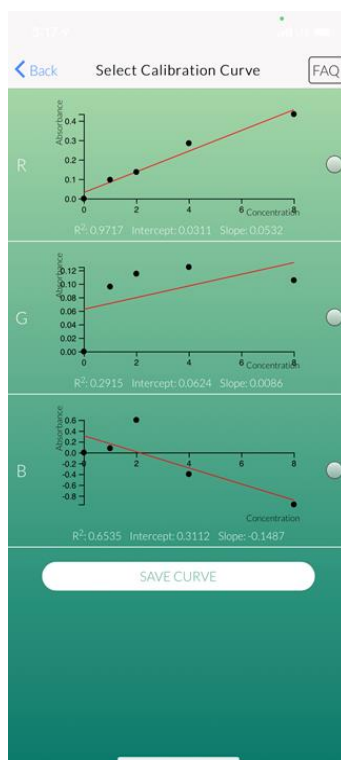 Back Select Calibration Curve FAQ
R
Absorbance
0.4
0.3
0.2
0.1
0.0
0 2 4 6 8
Concentration
R²: 0.9717 Intercept: 0.0311 Slope: 0.0532
G
Absorbance
0.12
0.10
0.08
0.06
0.04
0.02
0.00
0 2 4 6 8
Concentration
R²: 0.2915 Intercept: 0.0624 Slope: 0.0086
B
Absorbance
0.6
0.4
0.2
0.0
-0.2
-0.4
-0.6
-0.8
0 2 4 6 8
Concentration
R²: 0.6535 Intercept: 0.3112 Slope: -0.1487
SAVE CURVE